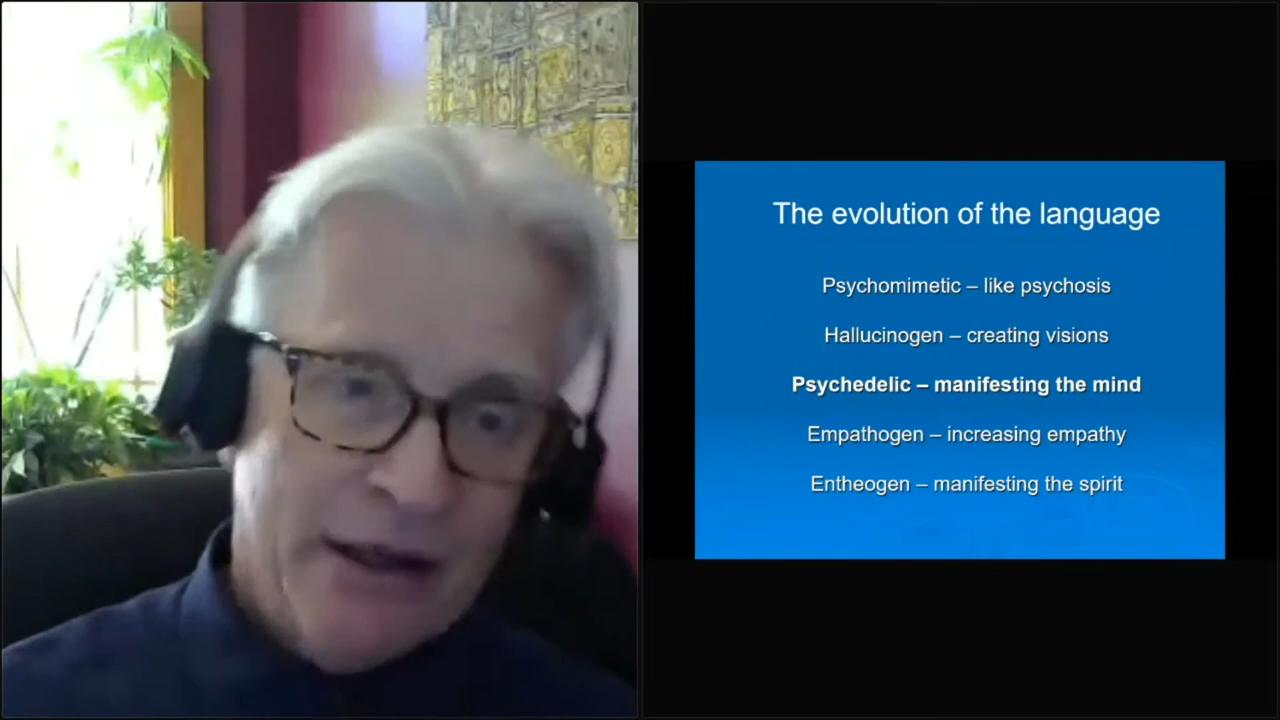 The evolution of the language
Psychomimetic – like psychosis
Hallucinogen – creating visions
Psychedelic – manifesting the mind
Empathogen – increasing empathy
Entheogen – manifesting the spirit